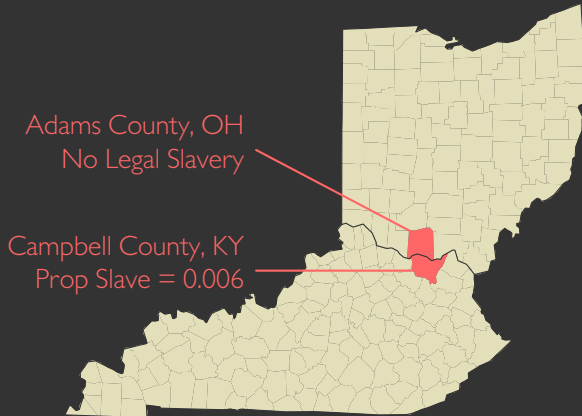 Adams County, OH
No Legal Slavery
Campbell County, KY
Prop Slave = 0.006